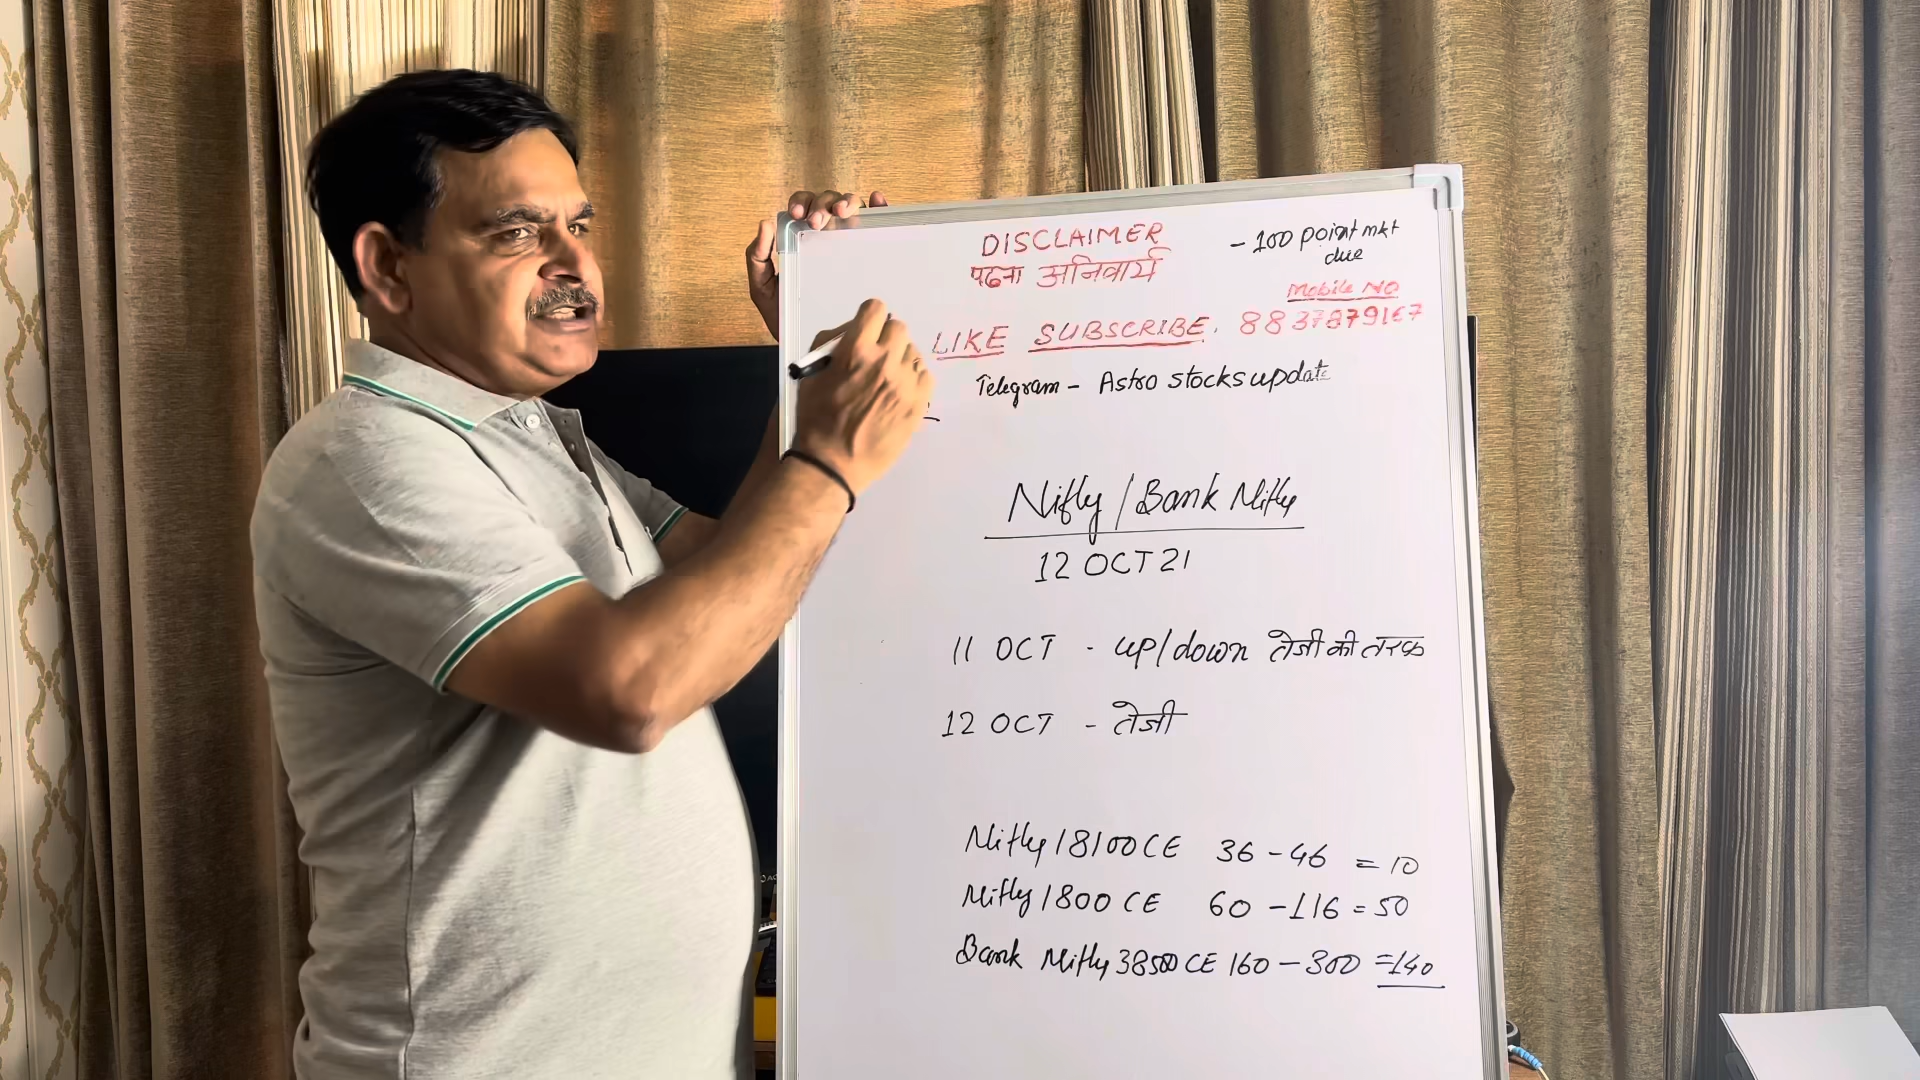 DISCLAIMER
पढना अनिवार्य
- 100 point mkt
due
Mobile NO
LIKE SUBSCRIBE. 8837879167
Telegram - Astro stocks update
Nifty / Bank Nifty
12 OCT 21
11 OCT - up/down तेजी की तरफ
12 OCT - तेजी
Nifty 18100 CE 36 - 46 = 10
Nifty 1800 CE 60 - 116 = 50
Bank Nifty 38500 CE 160 - 300 = 140